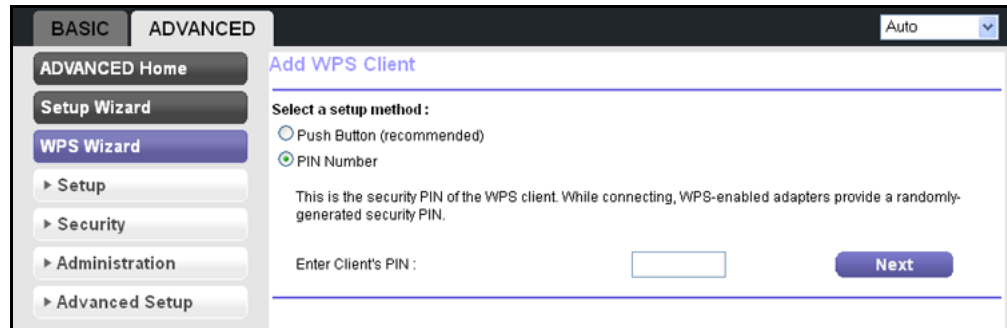 BASIC
ADVANCED
Auto
ADVANCED Home
Setup Wizard
WPS Wizard
Setup
Security
Administration
Advanced Setup
Add WPS Client
Select a setup method :
Push Button (recommended)
PIN Number
This is the security PIN of the WPS client. While connecting, WPS-enabled adapters provide a randomly-
generated security PIN.
Enter Client's PIN :
Next